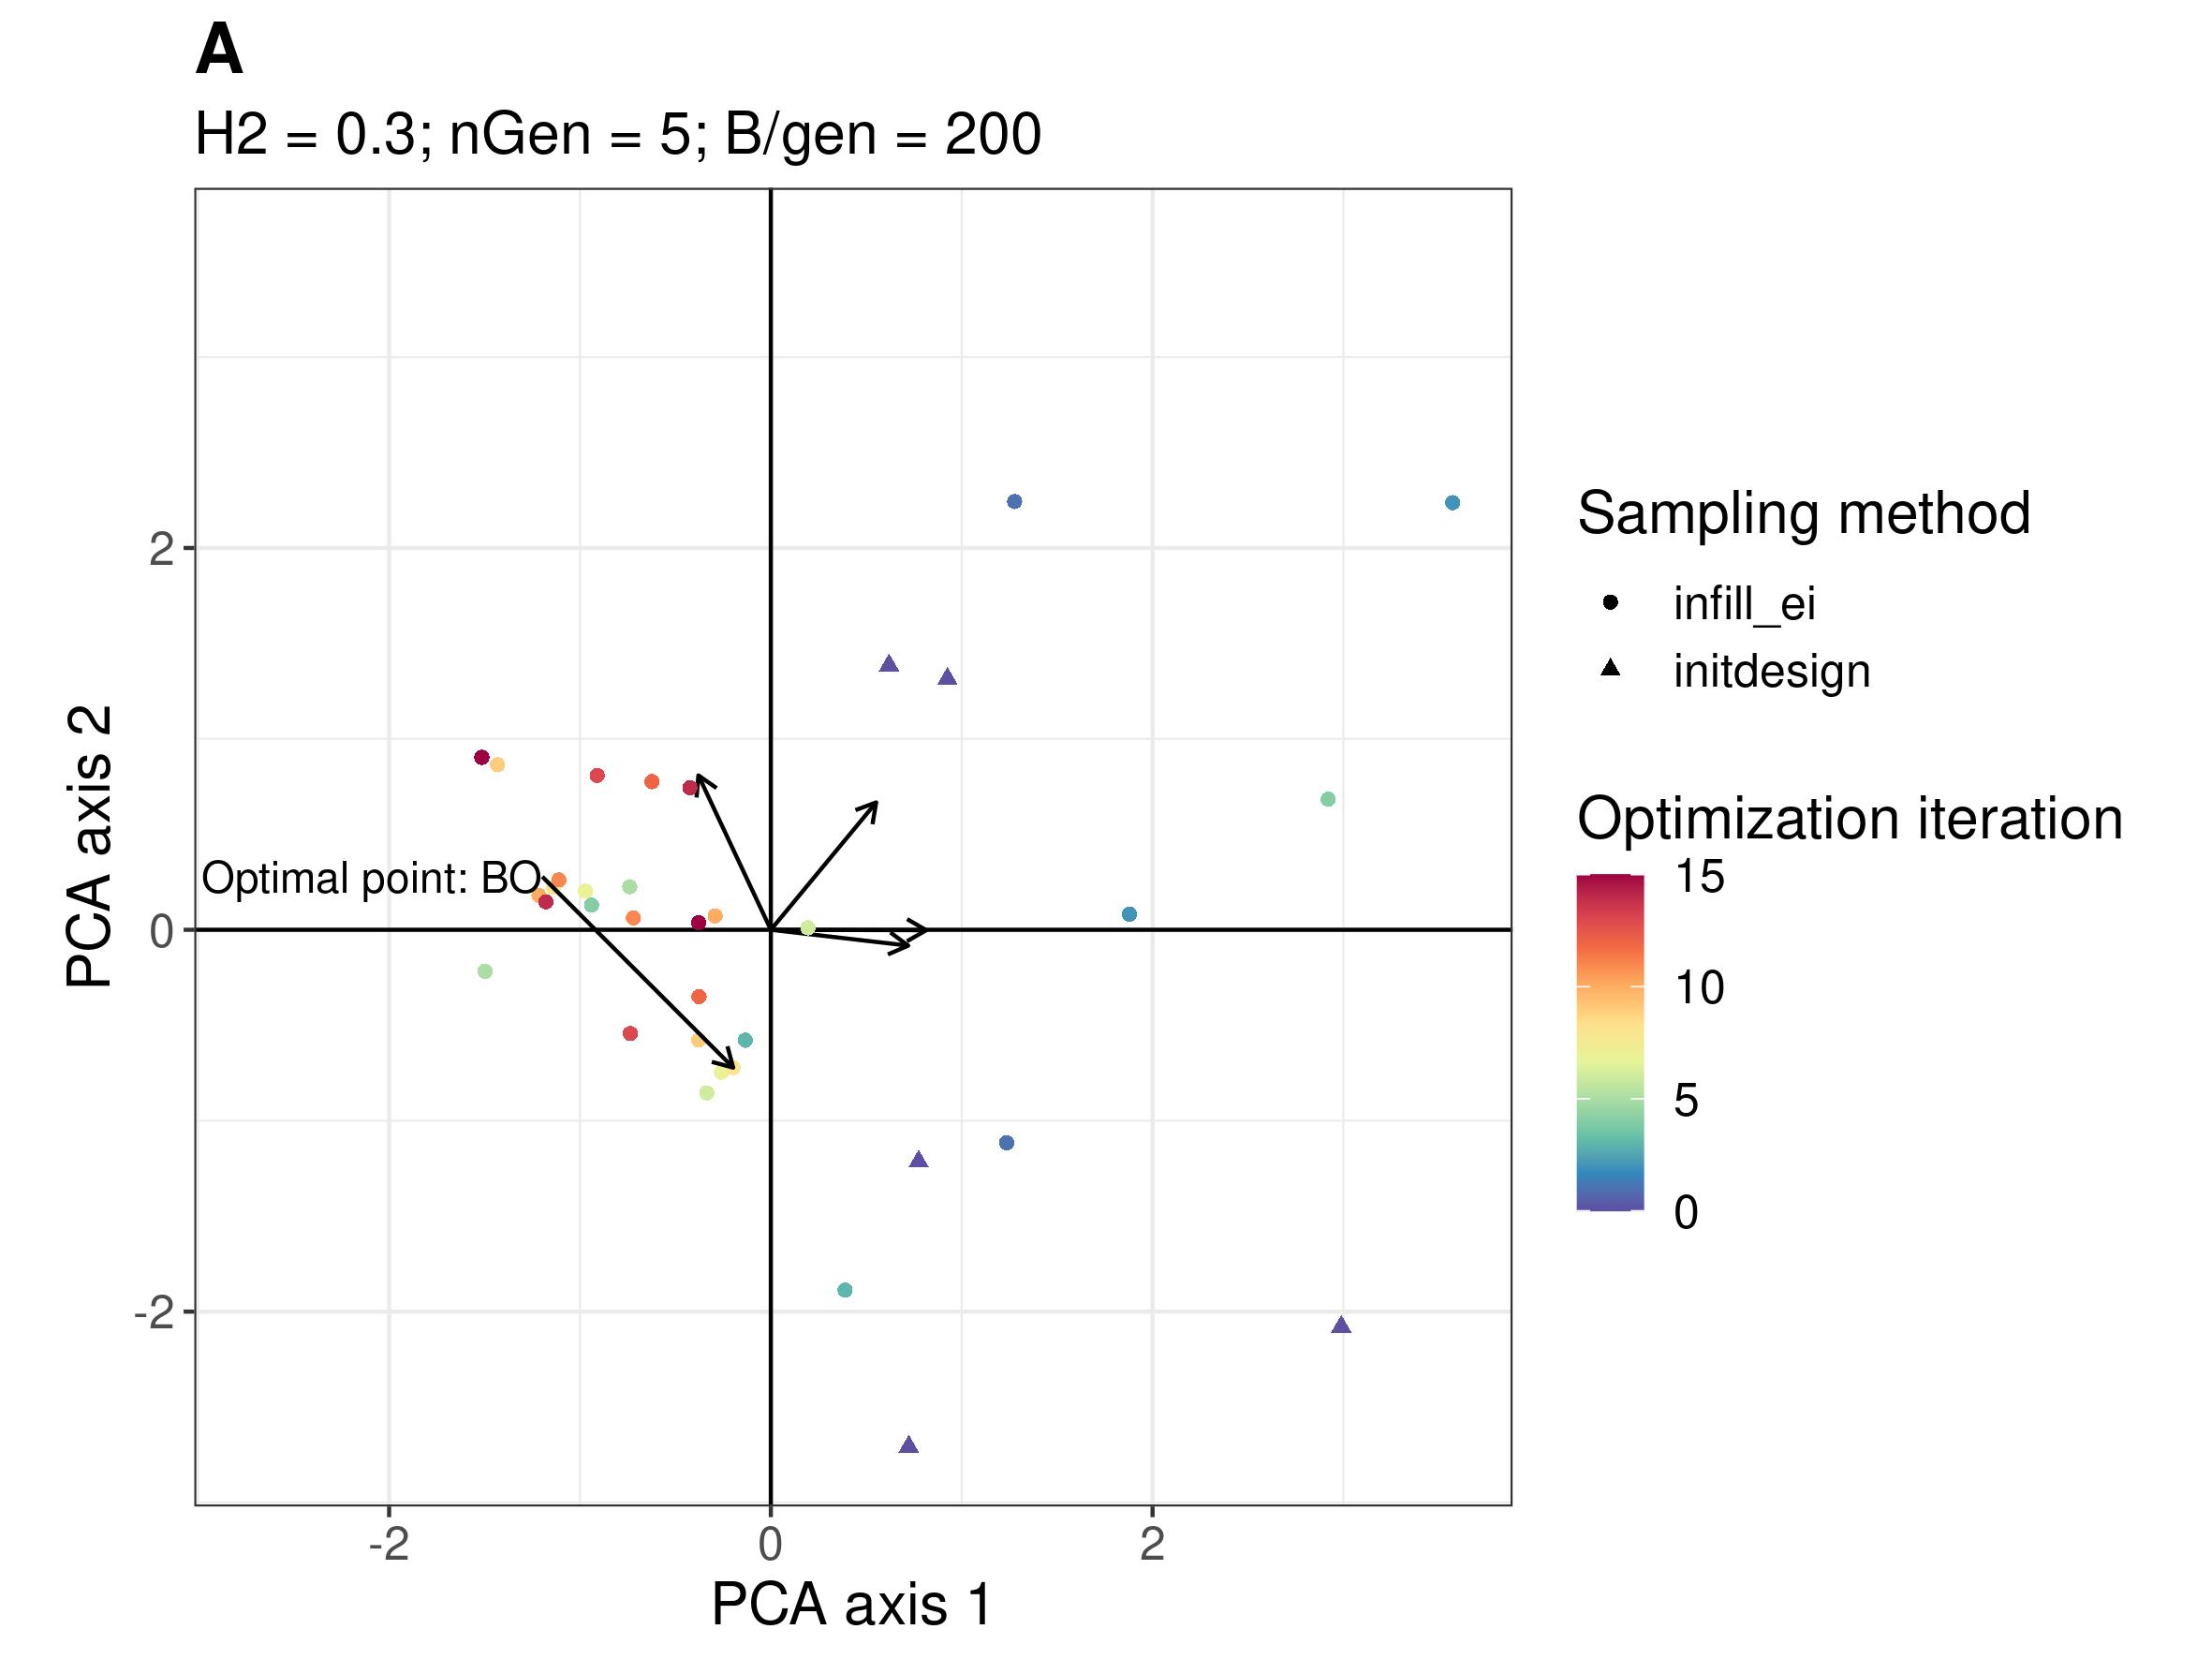 A
H2 = 0.3; nGen = 5; B/gen = 200
PCA axis 2
2
0
-2
Optimal point: BO
-2
0
2
PCA axis 1
Sampling method
infill_ei
initdesign
Optimization iteration
15
10
5
0